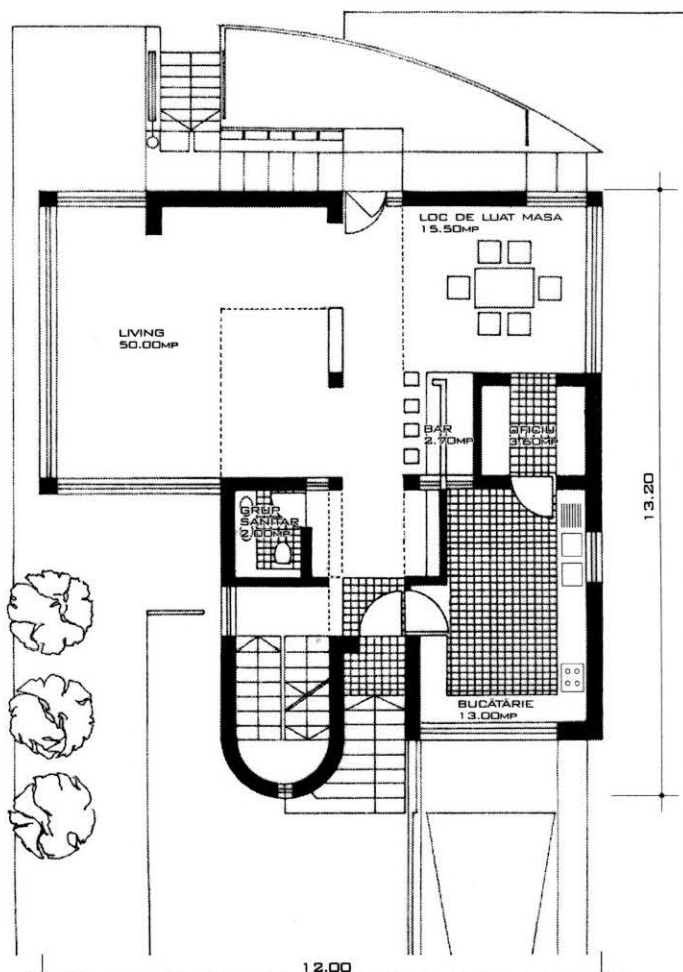 LOC DE LUAT MASA
15.50MP
LIVING
50.00MP
BAR
2.70MP
OFICIU
3.60MP
13.20
GRUP
SANITAR
2.00MP
BUCĂTĂRIE
13.00MP
12.00